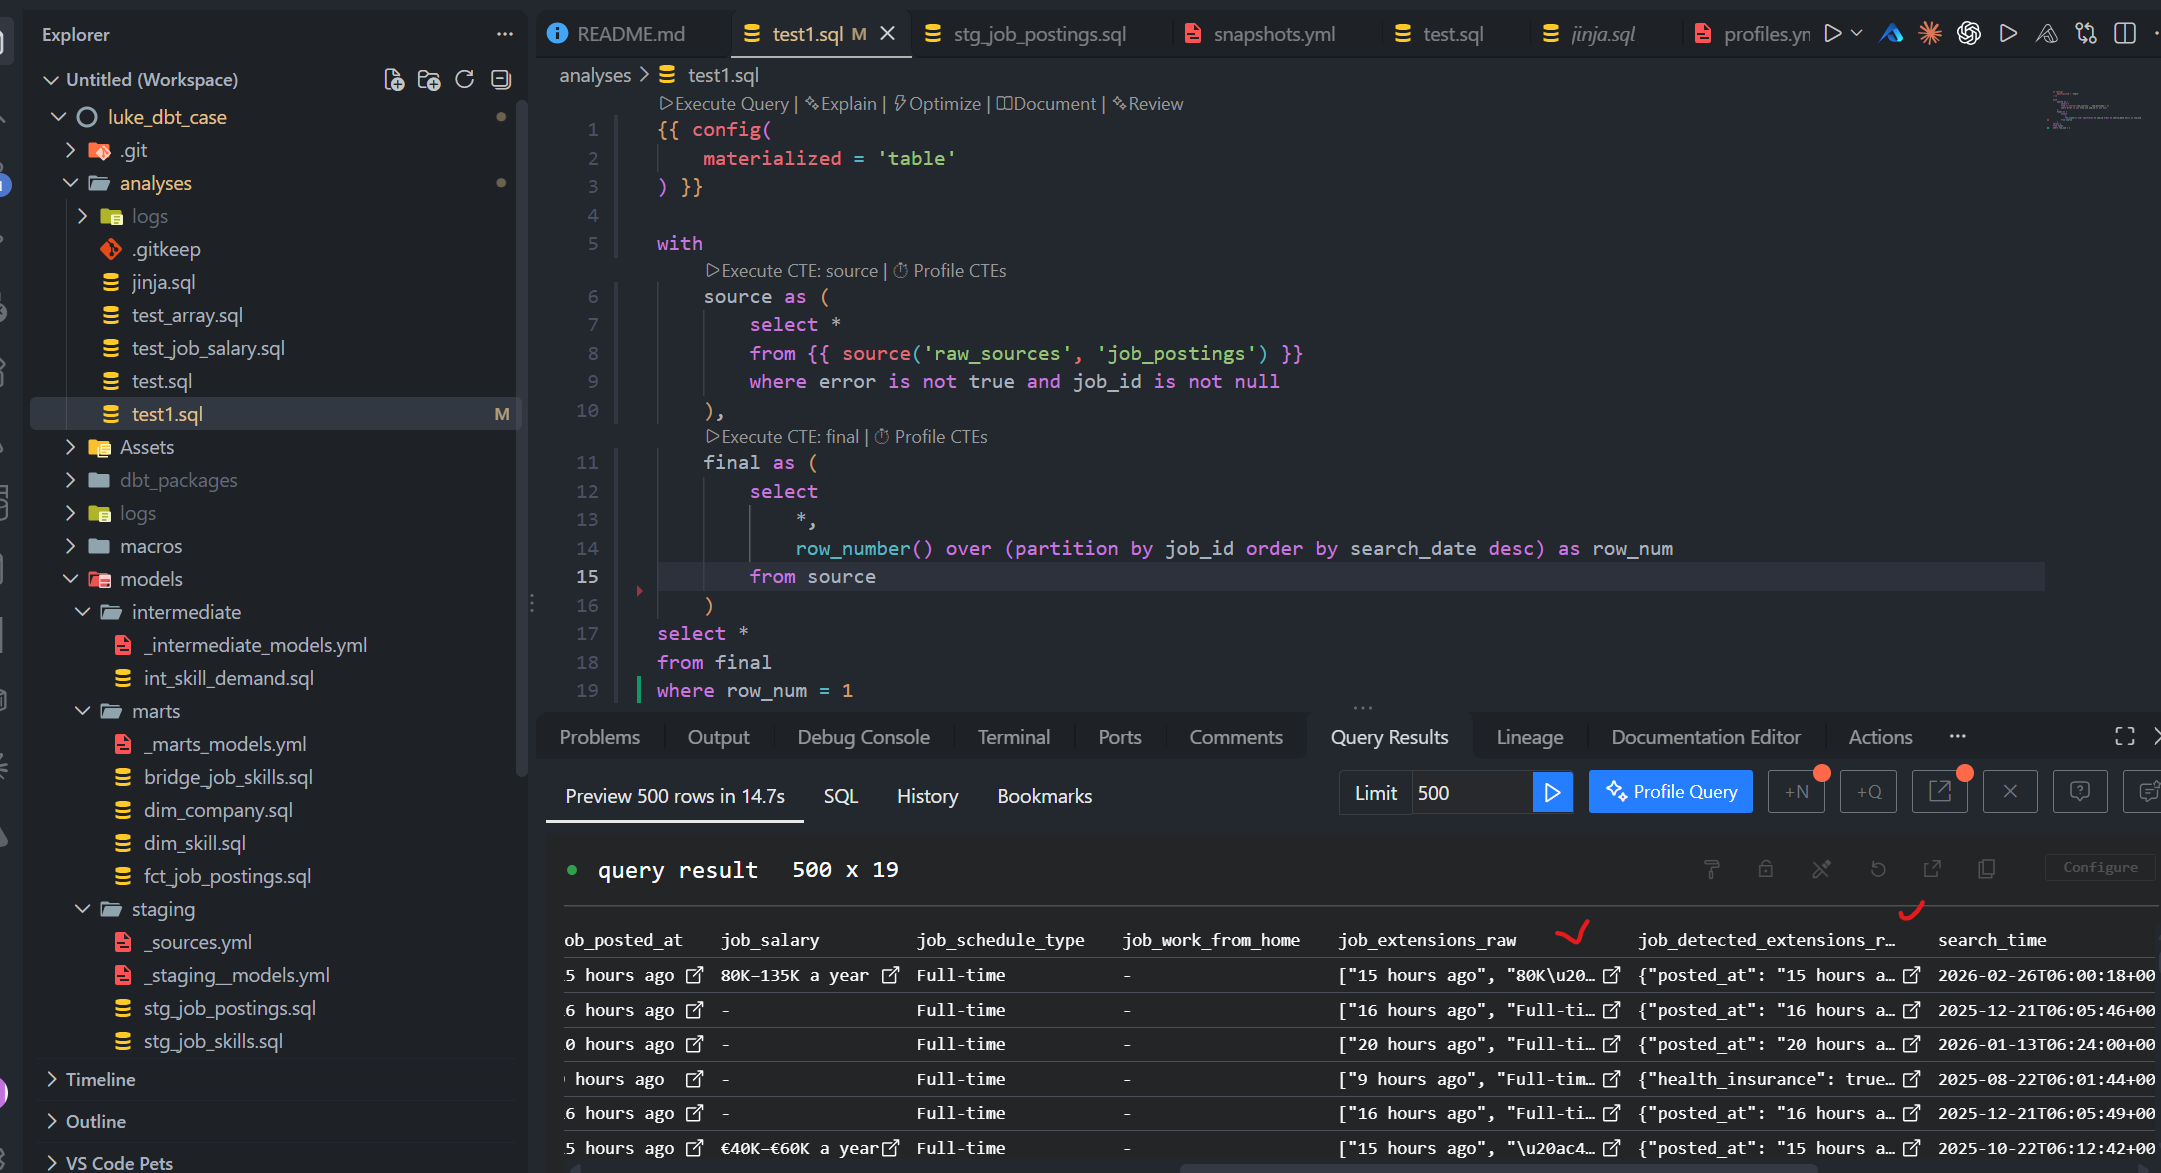 Explorer
Untitled (Workspace)
luke_dbt_case
.git
analyses
logs
.gitkeep
jinja.sql
test_array.sql
test_job_salary.sql
test.sql
test1.sql M
Assets
dbt_packages
logs
macros
models
intermediate
_intermediate_models.yml
int_skill_demand.sql
marts
_marts_models.yml
bridge_job_skills.sql
dim_company.sql
dim_skill.sql
fct_job_postings.sql
staging
_sources.yml
_staging__models.yml
stg_job_postings.sql
stg_job_skills.sql
Timeline
Outline
VS Code Pets
README.md test1.sql M stg_job_postings.sql snapshots.yml test.sql jinja.sql profiles.yn
analyses > test1.sql
Execute Query | Explain | Optimize | Document | Review
1 {{ config(
2 materialized = 'table'
3 ) }}
4
5 with
Execute CTE: source | Profile CTEs
6 source as (
7 select *
8 from {{ source('raw_sources', 'job_postings') }}
9 where error is not true and job_id is not null
10 ),
Execute CTE: final | Profile CTEs
11 final as (
12 select
13 *,
14 row_number() over (partition by job_id order by search_date desc) as row_num
15 from source
16 )
17 select *
18 from final
19 where row_num = 1
Problems Output Debug Console Terminal Ports Comments Query Results Lineage Documentation Editor Actions
Preview 500 rows in 14.7s SQL History Bookmarks Limit 500 Profile Query +N +Q
query result 500 x 19 Configure
ob_posted_at job_salary job_schedule_type job_work_from_home job_extensions_raw job_detected_extensions_r… search_time
5 hours ago 80K–135K a year Full-time - ["15 hours ago", "80K\u20… {"posted_at": "15 hours a… 2026-02-26T06:00:18+00
6 hours ago - Full-time - ["16 hours ago", "Full-ti… {"posted_at": "16 hours a… 2025-12-21T06:05:46+00
0 hours ago - Full-time - ["20 hours ago", "Full-ti… {"posted_at": "20 hours a… 2026-01-13T06:24:00+00
hours ago - Full-time - ["9 hours ago", "Full-tim… {"health_insurance": true… 2025-08-22T06:01:44+00
6 hours ago - Full-time - ["16 hours ago", "Full-ti… {"posted_at": "16 hours a… 2025-12-21T06:05:49+00
5 hours ago €40K–€60K a year Full-time - ["15 hours ago", "\u20ac4… {"posted_at": "15 hours a… 2025-10-22T06:12:42+00